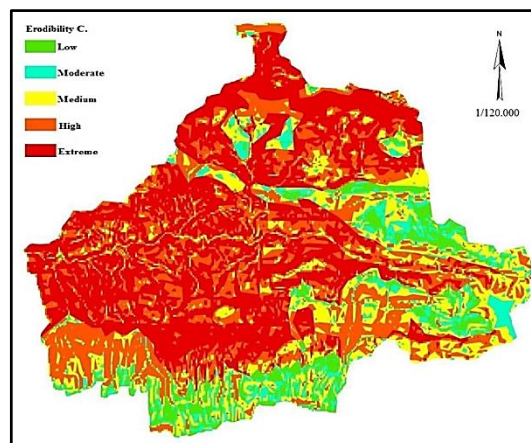 Erodibility C.
Low
Moderate
Medium
High
Extreme
N
1/120.000